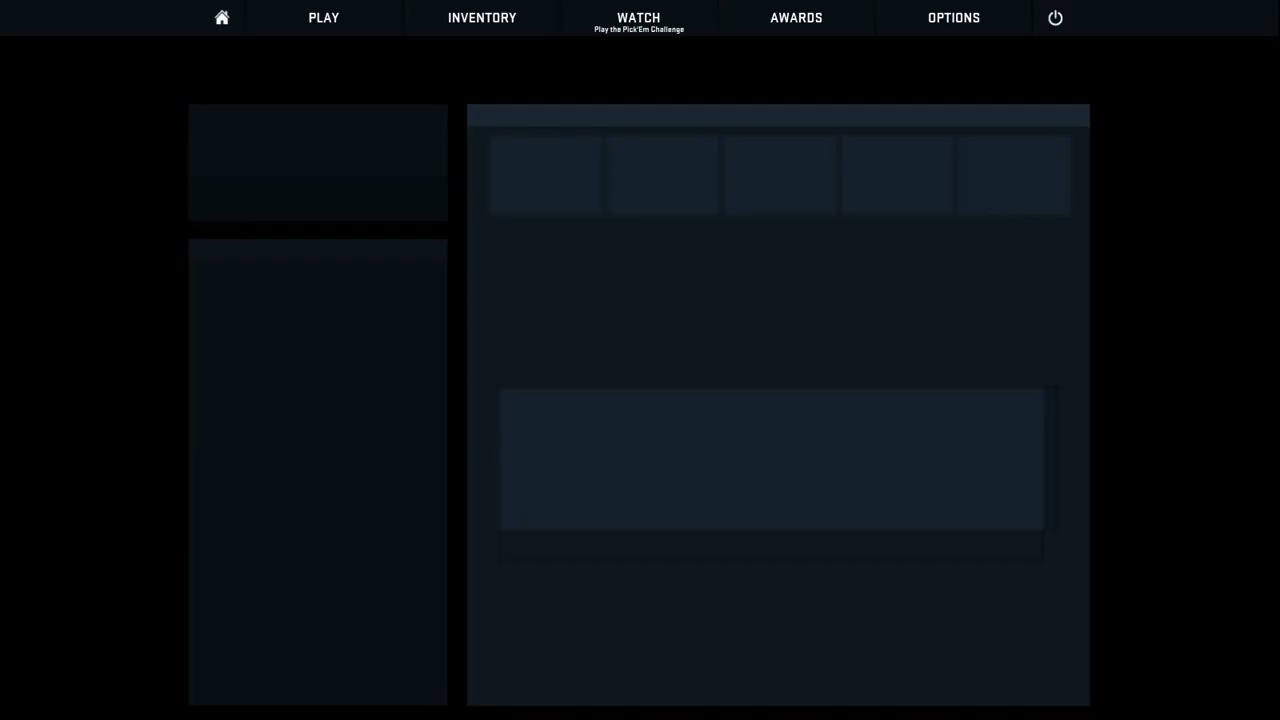 PLAY
INVENTORY
WATCH
Play the Pick'Em Challenge
AWARDS
OPTIONS